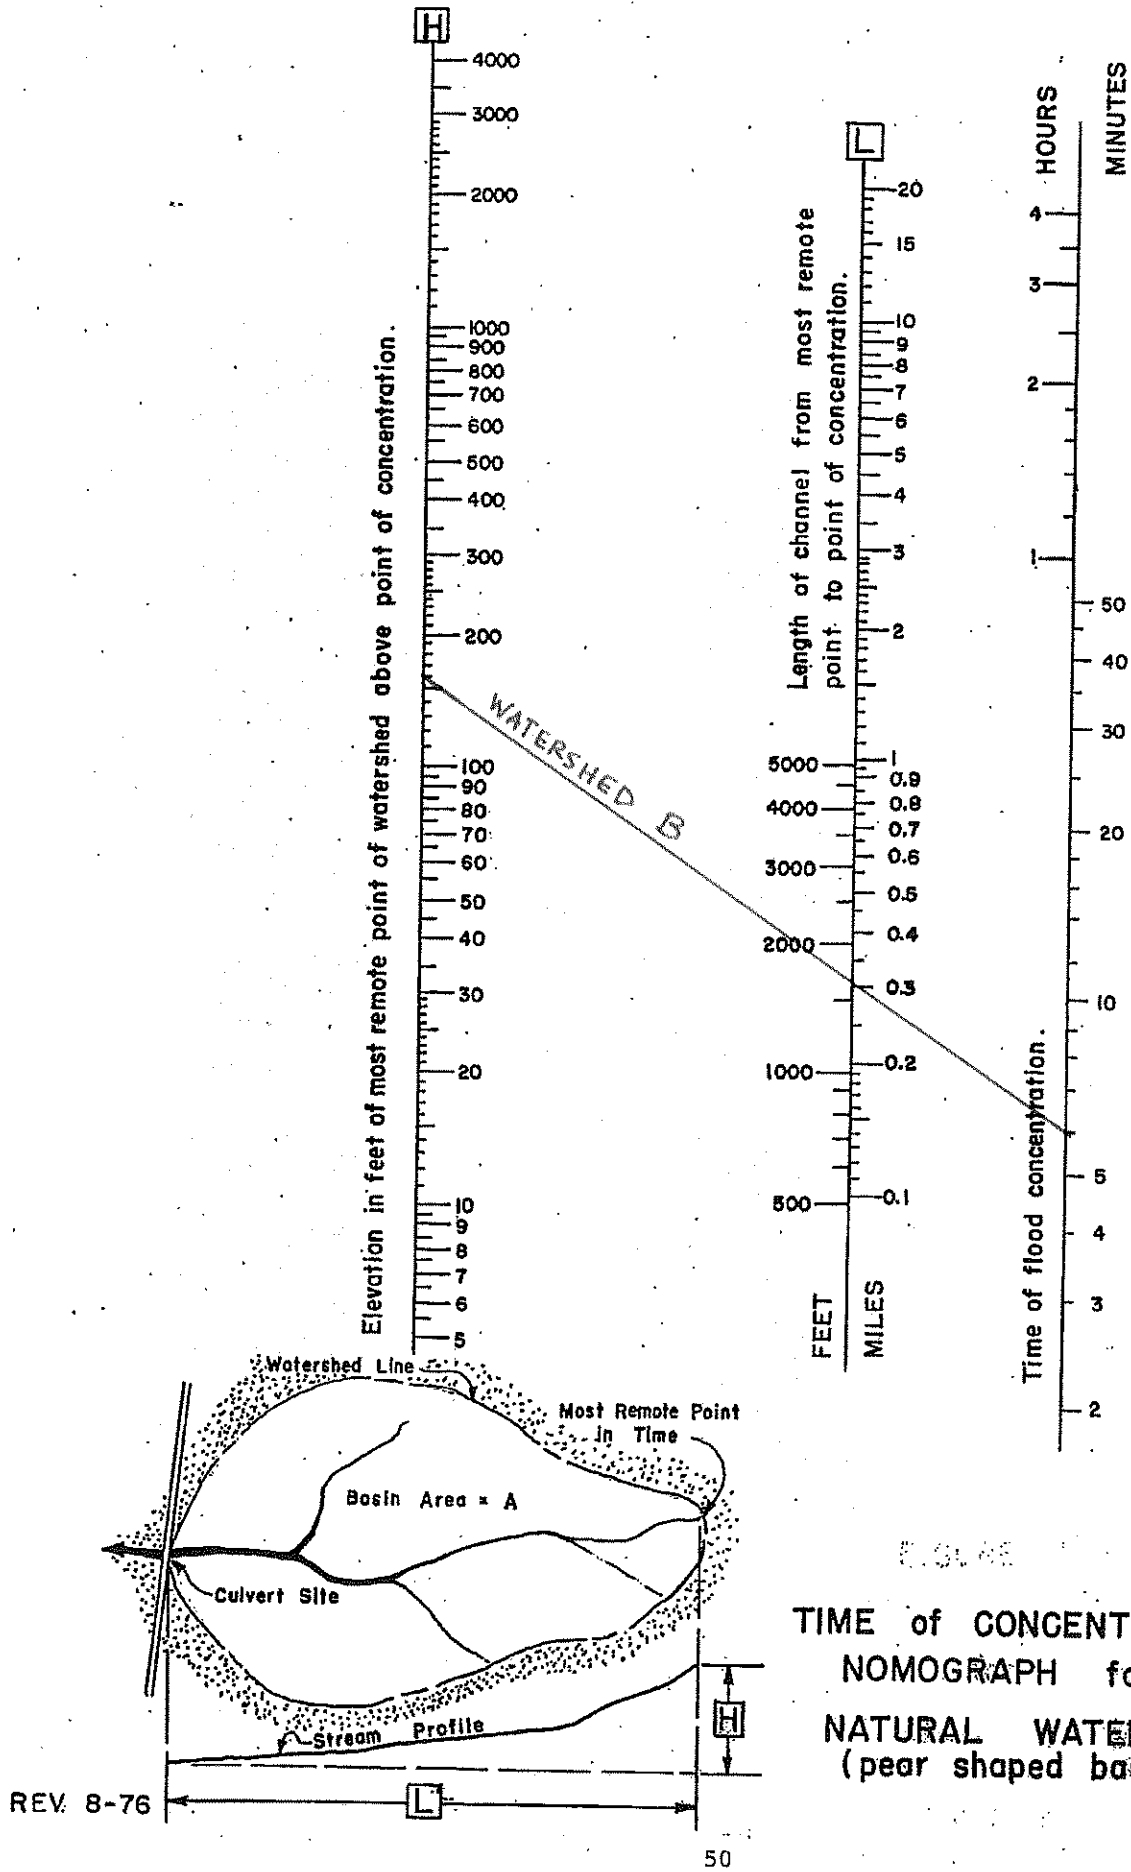 H
4000
3000
2000
1000
900
800
700
600
500
400
300
200
100
90
80
70
60
50
40
30
20
10
9
8
7
6
5
Elevation in feet of most remote point of watershed above point of concentration.
WATERSHED B
L
20
15
10
9
8
7
6
5
4
3
2
1
0.9
0.8
0.7
0.6
0.5
0.4
0.3
0.2
0.1
5000
4000
3000
2000
1000
500
FEET
MILES
Length of channel from most remote
point to point of concentration.
HOURS
MINUTES
4
3
2
1
50
40
30
20
10
5
4
3
2
Time of flood concentration.
Watershed Line
Most Remote Point
in Time
Basin Area = A
Culvert Site
Stream Profile
H
L
REV. 8-76
TIME of CONCENT
NOMOGRAPH fo
NATURAL WATE
(pear shaped ba
50